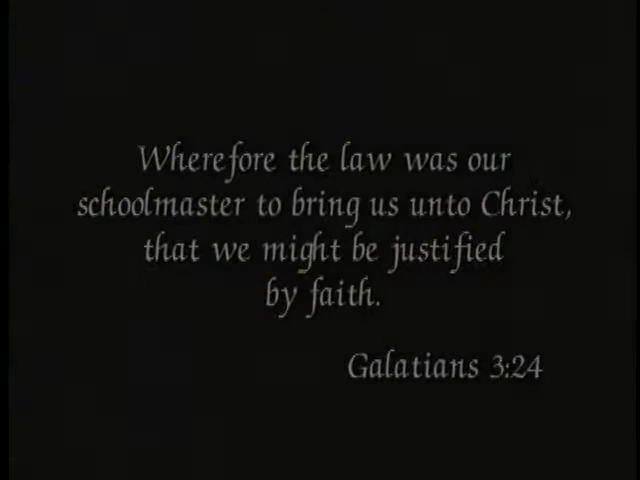 Wherefore the law was our
schoolmaster to bring us unto Christ,
that we might be justified
by faith.
Galatians 3:24